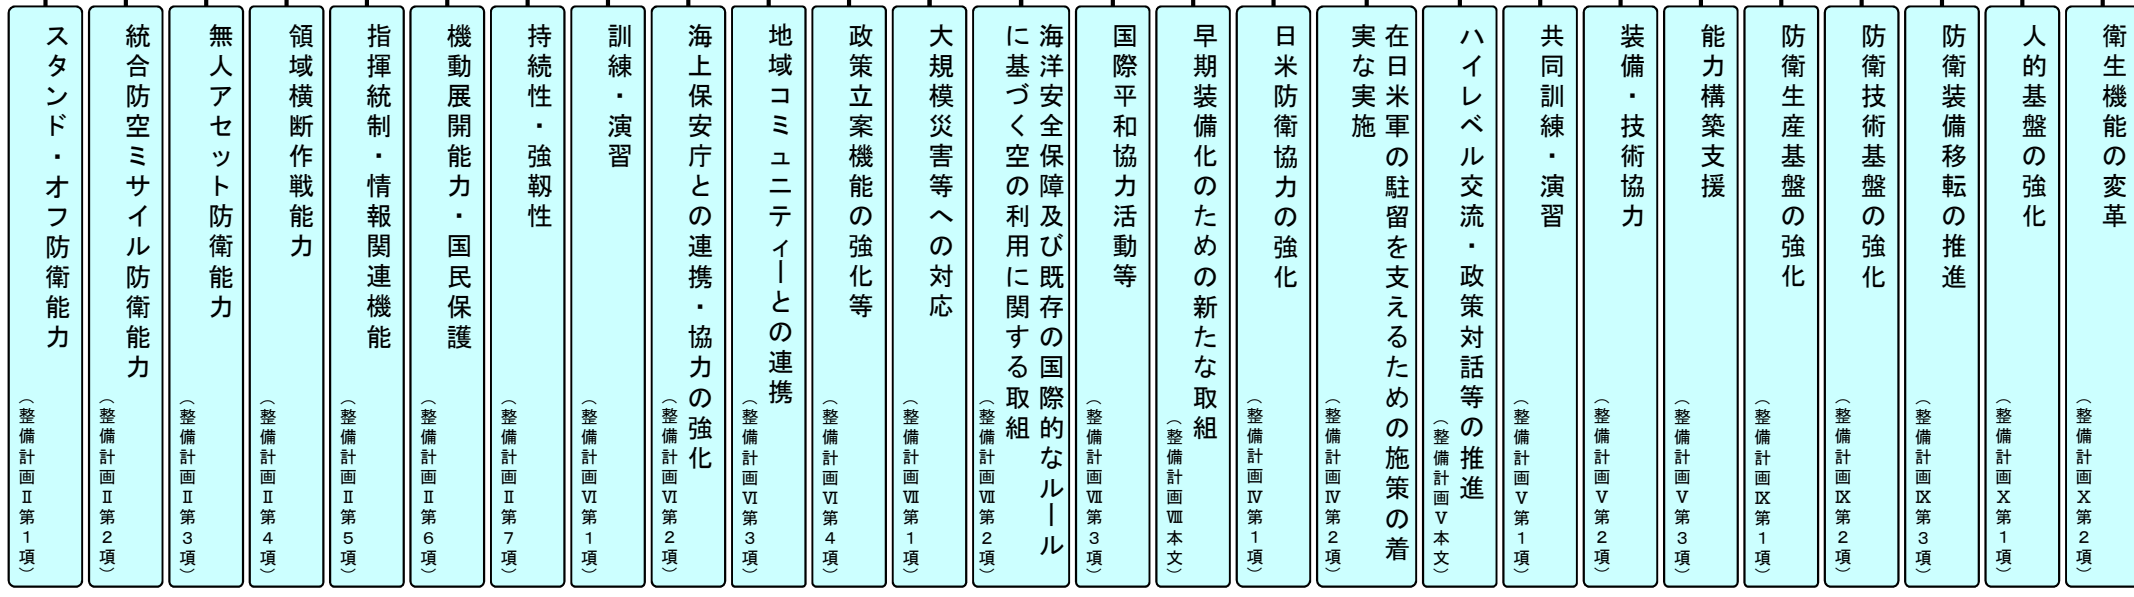 スタンド・オフ防衛能力
（整備計画Ⅱ第１項）
統合防空ミサイル防衛能力
（整備計画Ⅱ第２項）
無人アセット防衛能力
（整備計画Ⅱ第３項）
領域横断作戦能力
（整備計画Ⅱ第４項）
指揮統制・情報関連機能
（整備計画Ⅱ第５項）
機動展開能力・国民保護
（整備計画Ⅱ第６項）
持続性・強靱性
（整備計画Ⅱ第７項）
訓練・演習
（整備計画Ⅵ第１項）
海上保安庁との連携・協力の強化
（整備計画Ⅵ第２項）
地域コミュニティーとの連携
（整備計画Ⅵ第３項）
政策立案機能の強化等
（整備計画Ⅵ第４項）
大規模災害等への対応
（整備計画Ⅶ第１項）
海洋安全保障及び既存の国際的なルール
に基づく空の利用に関する取組
（整備計画Ⅶ第２項）
国際平和協力活動等
（整備計画Ⅶ第３項）
早期装備化のための新たな取組
（整備計画Ⅷ本文）
日米防衛協力の強化
（整備計画Ⅳ第１項）
在日米軍の駐留を支えるための施策の着
実な実施
（整備計画Ⅳ第２項）
ハイレベル交流・政策対話等の推進
（整備計画Ⅴ本文）
共同訓練・演習
（整備計画Ⅴ第１項）
装備・技術協力
（整備計画Ⅴ第２項）
能力構築支援
（整備計画Ⅴ第３項）
防衛生産基盤の強化
（整備計画Ⅸ第１項）
防衛技術基盤の強化
（整備計画Ⅸ第２項）
防衛装備移転の推進
（整備計画Ⅸ第３項）
人的基盤の強化
（整備計画Ⅹ第１項）
衛生機能の変革
（整備計画Ⅹ第２項）